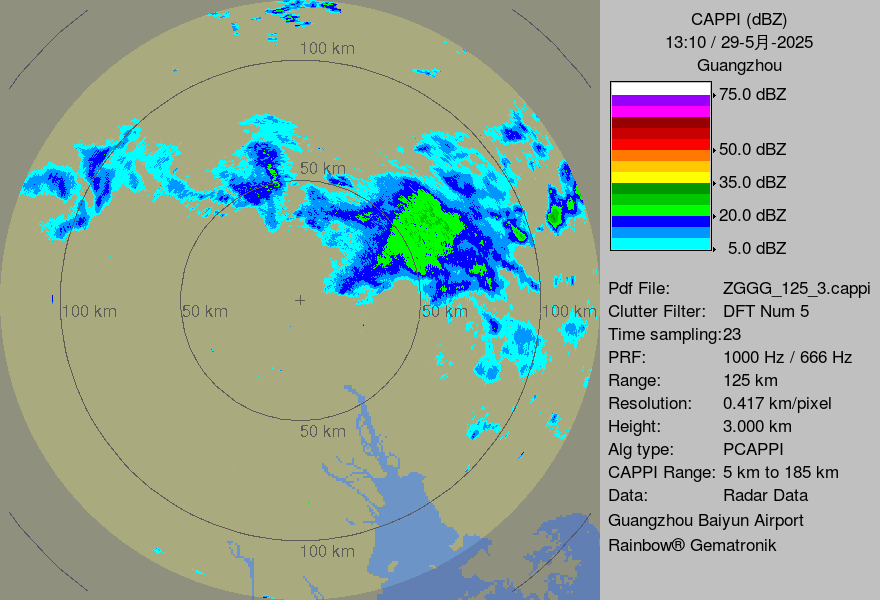 100 km
50 km
100 km
50 km
50 km
100 km
50 km
100 km
CAPPI (dBZ)
13:10 / 29-5月-2025
Guangzhou
75.0 dBZ
50.0 dBZ
35.0 dBZ
20.0 dBZ
5.0 dBZ
Pdf File: ZGGG_125_3.cappi
Clutter Filter: DFT Num 5
Time sampling:23
PRF: 1000 Hz / 666 Hz
Range: 125 km
Resolution: 0.417 km/pixel
Height: 3.000 km
Alg type: PCAPPI
CAPPI Range: 5 km to 185 km
Data: Radar Data
Guangzhou Baiyun Airport
Rainbow® Gematronik